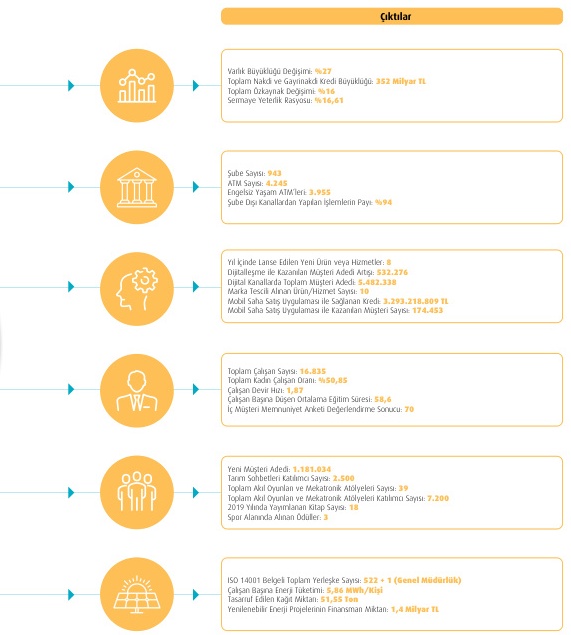 Çıktılar
Varlık Büyüklüğü Değişimi: %27
Toplam Nakdi ve Gayrinakdi Kredi Büyüklüğü: 352 Milyar TL
Toplam Özkaynak Değişimi: %16
Sermaye Yeterlik Rasyosu: %16,61
Şube Sayısı: 943
ATM Sayısı: 4.245
Engelsiz Yaşam ATM'leri: 3.955
Şube Dışı Kanallardan Yapılan İşlemlerin Payı: %94
Yıl İçinde Lanse Edilen Yeni Ürün veya Hizmetler: 8
Dijitalleşme ile Kazanılan Müşteri Adedi Artışı: 532.276
Dijital Kanallarda Toplam Müşteri Adedi: 5.482.338
Marka Tescili Alınan Ürün/Hizmet Sayısı: 10
Mobil Saha Satış Uygulaması ile Sağlanan Kredi: 3.293.218.809 TL
Mobil Saha Satış Uygulaması ile Kazanılan Müşteri Sayısı: 174.453
Toplam Çalışan Sayısı: 16.835
Toplam Kadın Çalışan Oranı: %50,85
Çalışan Devir Hızı: 1,87
Çalışan Başına Düşen Ortalama Eğitim Süresi: 58,6
İç Müşteri Memnuniyet Anketi Değerlendirme Sonucu: 70
Yeni Müşteri Adedi: 1.181.034
Tarım Sohbetleri Katılımcı Sayısı: 2.500
Toplam Akıl Oyunları ve Mekatronik Atölyeleri Sayısı: 39
Toplam Akıl Oyunları ve Mekatronik Atölyeleri Katılımcı Sayısı: 7.200
2019 Yılında Yayımlanan Kitap Sayısı: 18
Spor Alanında Alınan Ödüller: 3
ISO 14001 Belgeli Toplam Yerleşke Sayısı: 522 + 1 (Genel Müdürlük)
Çalışan Başına Enerji Tüketimi: 5,86 MWh/Kişi
Tasarruf Edilen Kağıt Miktarı: 51,55 Ton
Yenilenebilir Enerji Projelerinin Finansman Miktarı: 1,4 Milyar TL